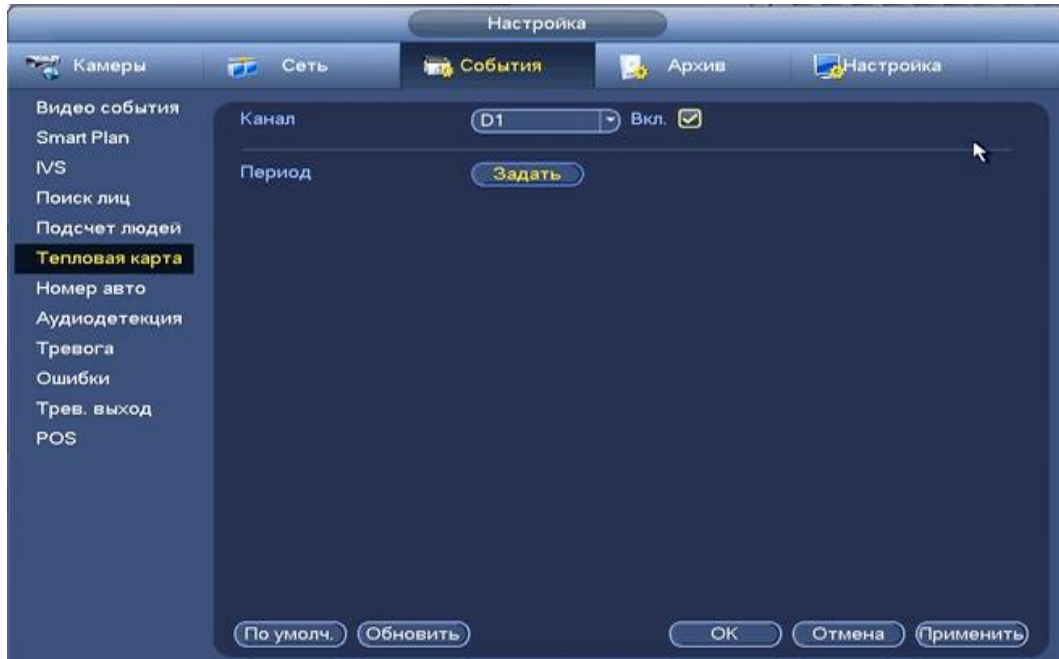 Настройка
Камеры Сеть События Архив Настройка
Видео события
Smart Plan
IVS
Поиск лиц
Подсчет людей
Тепловая карта
Номер авто
Аудиодетекция
Тревога
Ошибки
Трев. выход
POS
Канал D1 Вкл.
Период Задать
По умолч. Обновить OK Отмена Применить